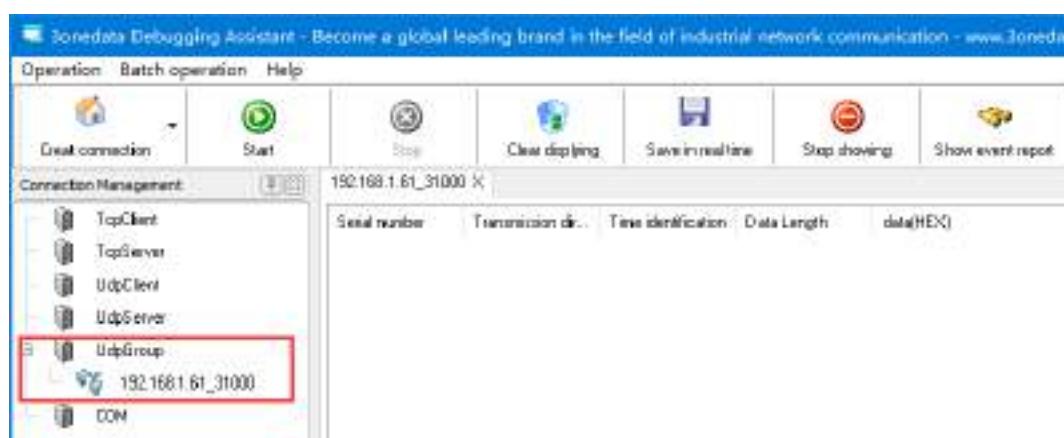 3onedata Debugging Assistant - Become a global leading brand in the field of industrial network communication - www.3oneda
Operation Batch operation Help
Creat connection Start Stop Clear displying Save in real time Stop showing Show event report
Connection Management 192.168.1.61_31000
Serial number Transmission dir... Time identification Data Length data(HEX)
TcpClient
TcpServer
UdpClient
UdpServer
UdpGroup
192.168.1.61_31000
COM